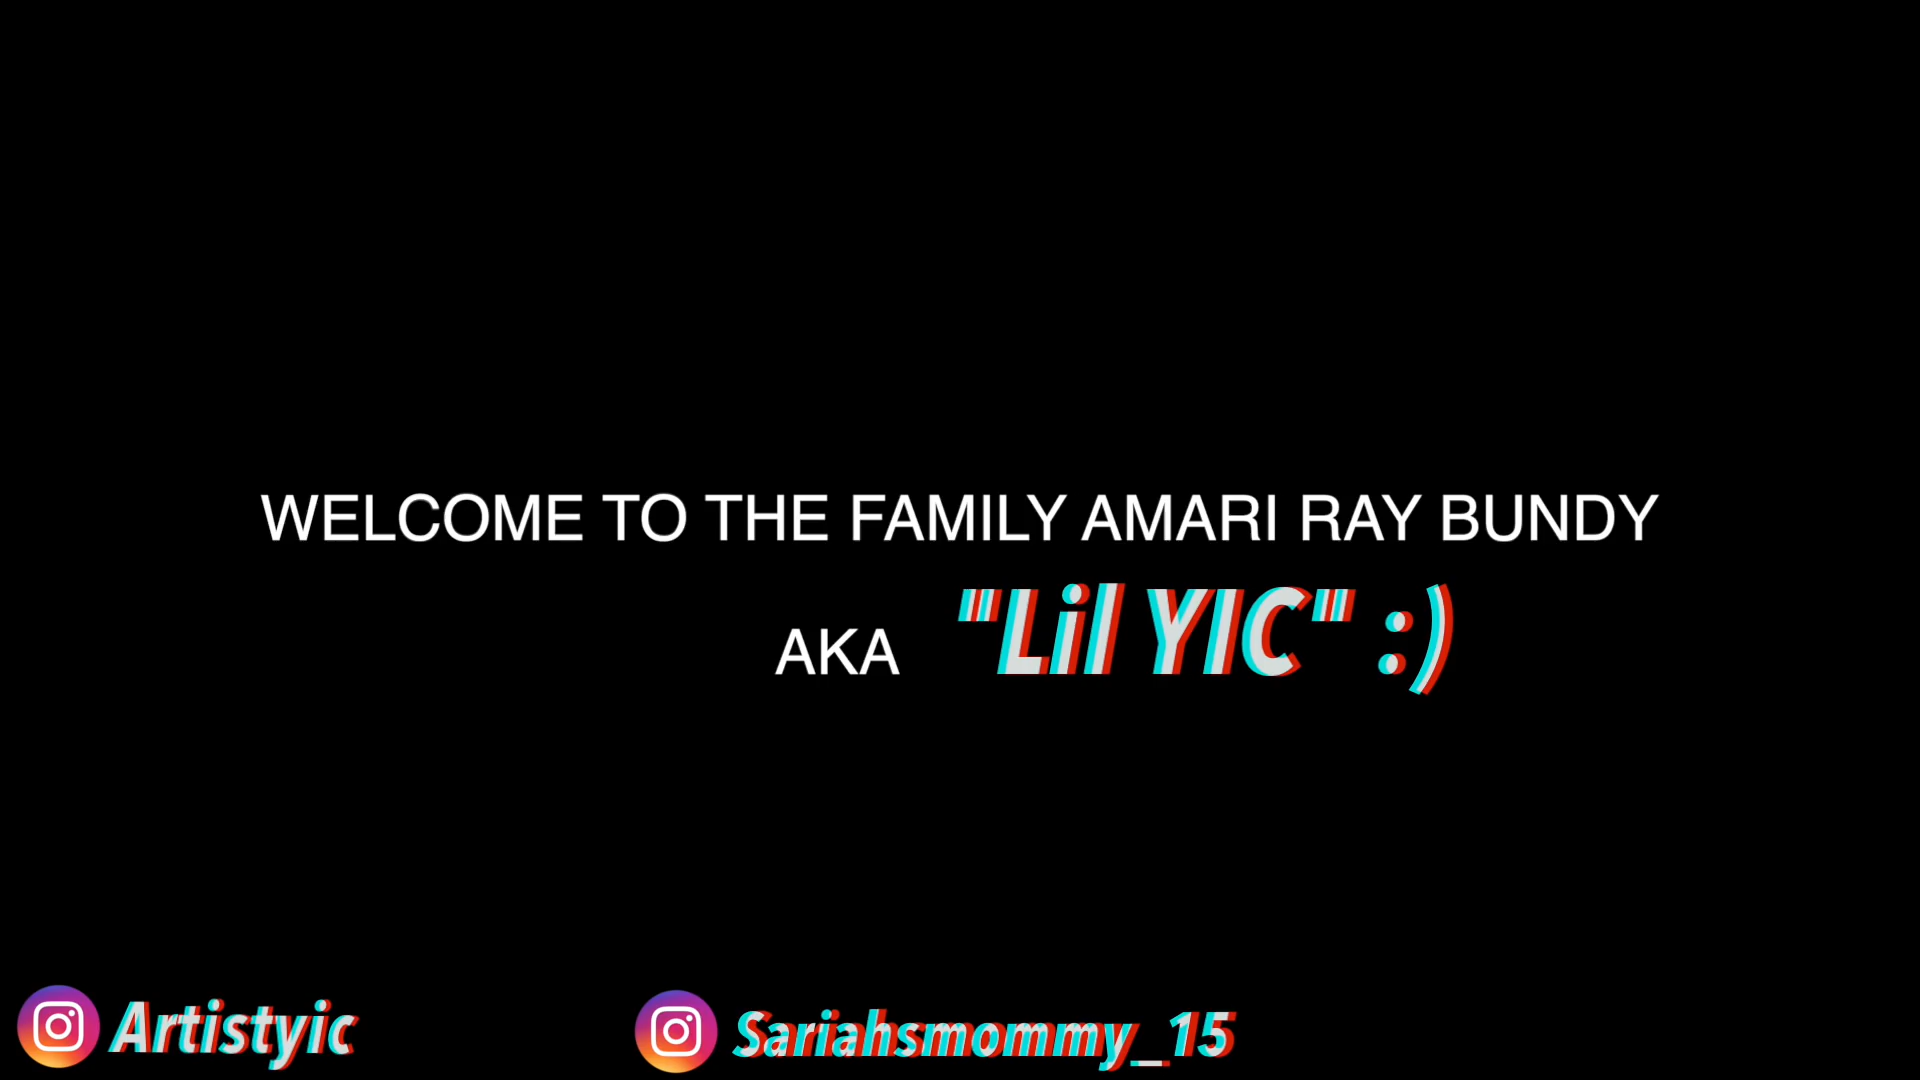 WELCOME TO THE FAMILY AMARI RAY BUNDY
AKA "Lil YIC" :)
Artistyic
Sariahsmommy_15